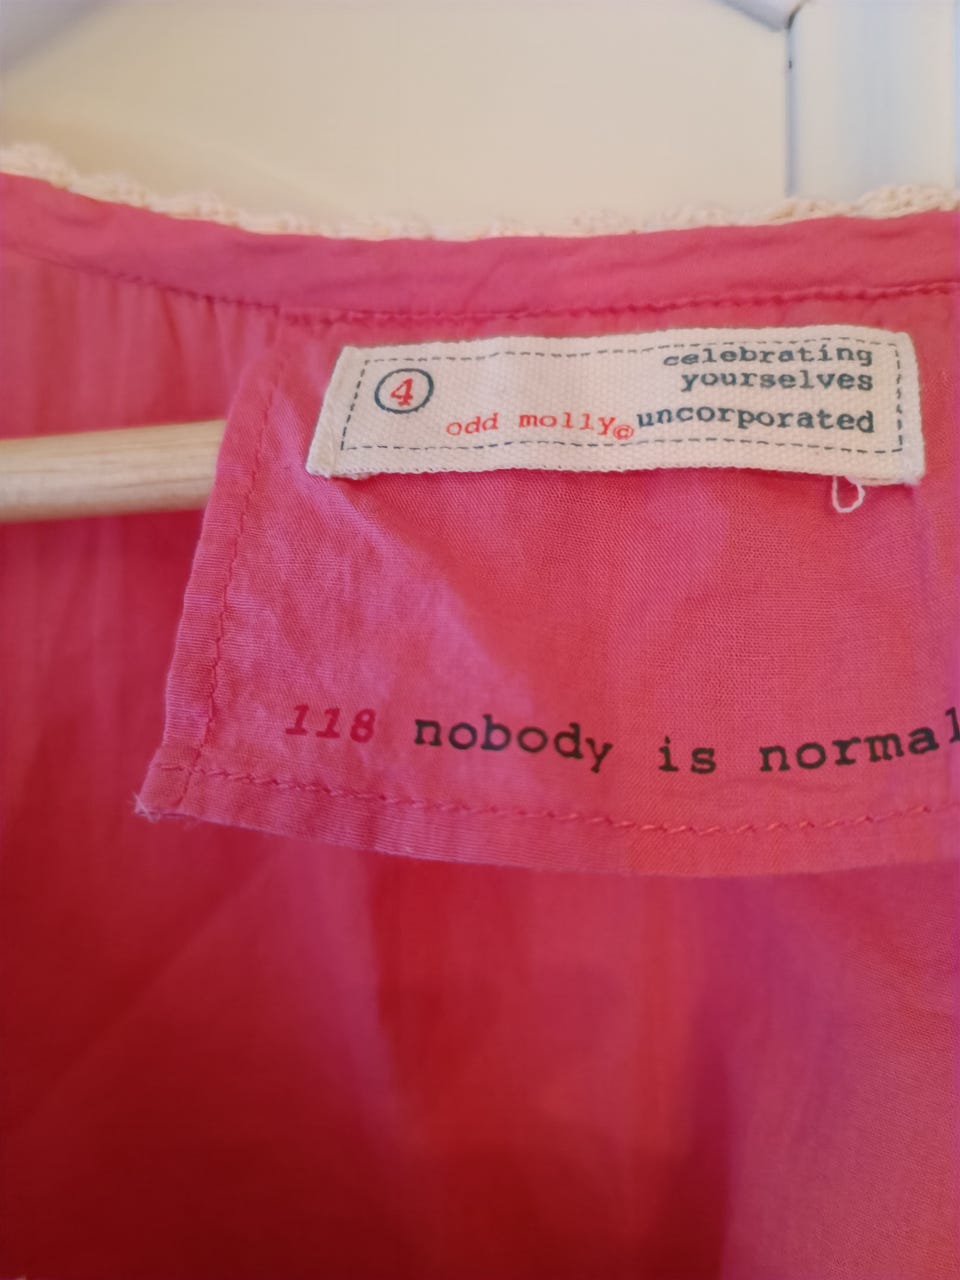 celebrating
yourselves
4 odd molly@uncorporated
118 nobody is normal